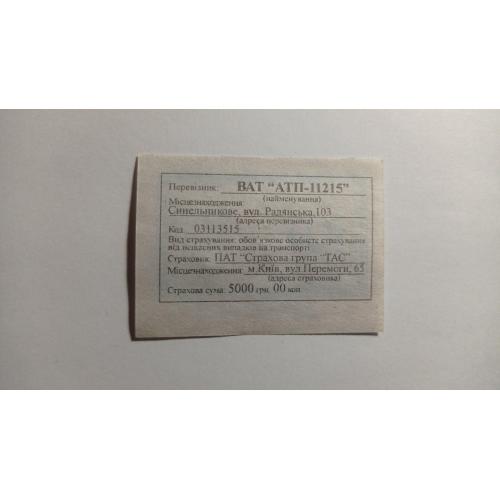 Перевізник: ВАТ "АТП-11215"
(найменування)
Місцезнаходження
Синельникове, вул. Радянська,103
(адреса перевізника)
Код 03113515
Вид страхування: обов'язкове особисте страхування
від нещасних випадків на транспорті
Страховик: ПАТ "Страхова група "ТАС"
Місцезнаходження м.Київ, вул Перемоги, 65
(адреса страховика)
Страхова сума: 5000 грн. 00 коп